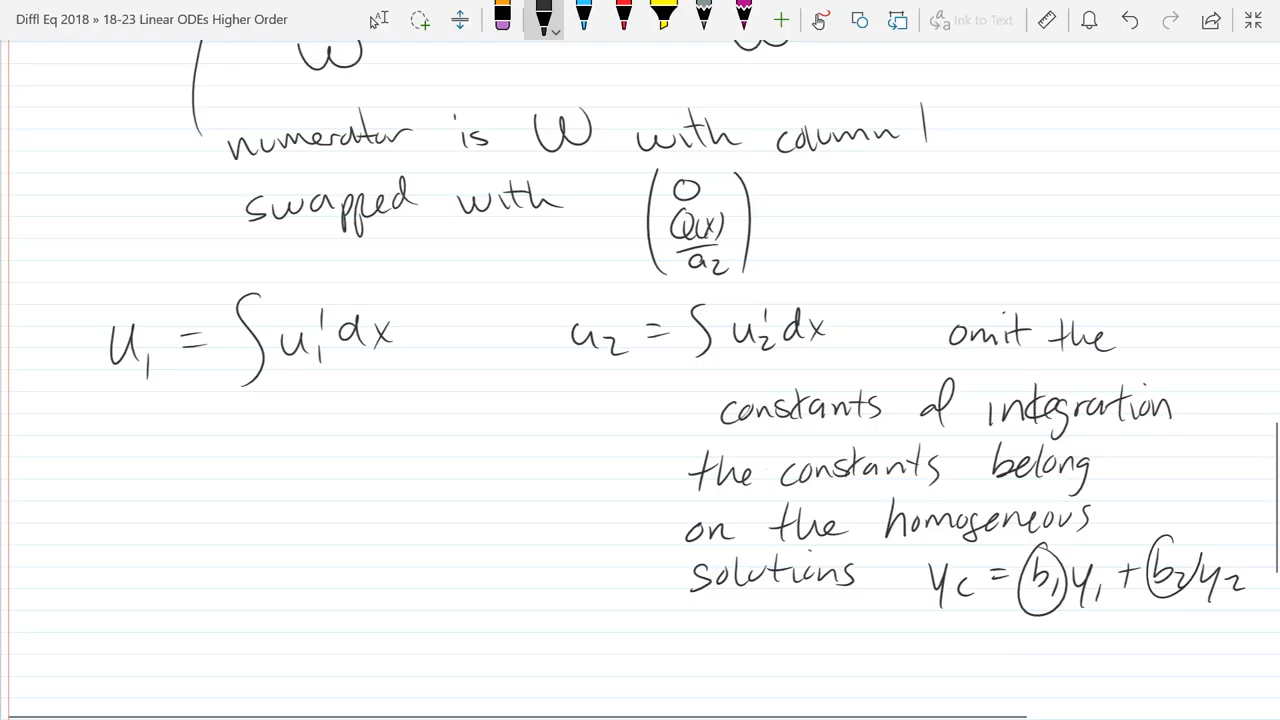 Diffl Eq 2018 » 18-23 Linear ODEs Higher Order
Ink to Text
W W
numerator is W with column 1
swapped with (0 Q(x)/a₂)
u₁ = ∫ u₁' dx u₂ = ∫ u₂' dx omit the
constants of integration
the constants belong
on the homogeneous
solutions y_c = b₁y₁ + b₂y₂